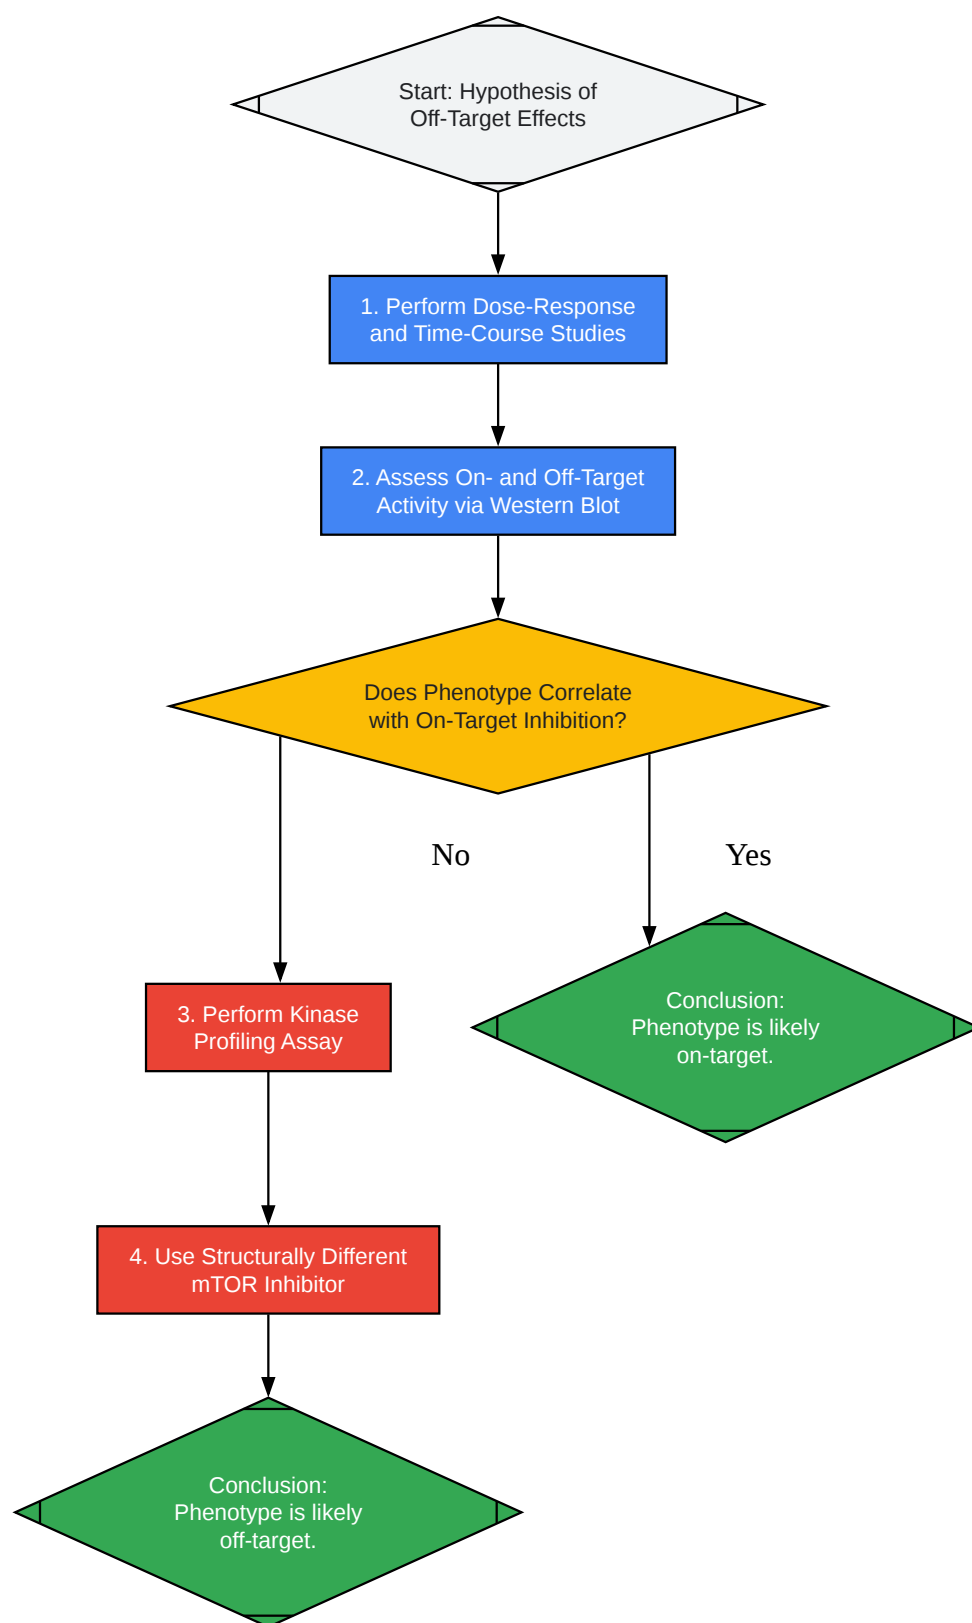 Start: Hypothesis of
Off-Target Effects
1. Perform Dose-Response
and Time-Course Studies
2. Assess On- and Off-Target
Activity via Western Blot
Does Phenotype Correlate
with On-Target Inhibition?
No
Yes
Conclusion:
Phenotype is likely
on-target.
3. Perform Kinase
Profiling Assay
4. Use Structurally Different
mTOR Inhibitor
Conclusion:
Phenotype is likely
off-target.